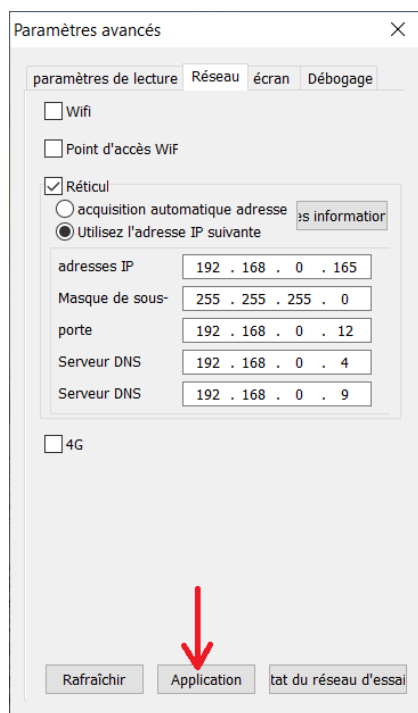 Paramètres avancés
paramètres de lecture Réseau écran Débogage
Wifi
Point d'accès WiF
Réticul
acquisition automatique adresse
es information
Utilisez l'adresse IP suivante
adresses IP 192 . 168 . 0 . 165
Masque de sous- 255 . 255 . 255 . 0
porte 192 . 168 . 0 . 12
Serveur DNS 192 . 168 . 0 . 4
Serveur DNS 192 . 168 . 0 . 9
4G
Rafraîchir Application tat du réseau d'essai